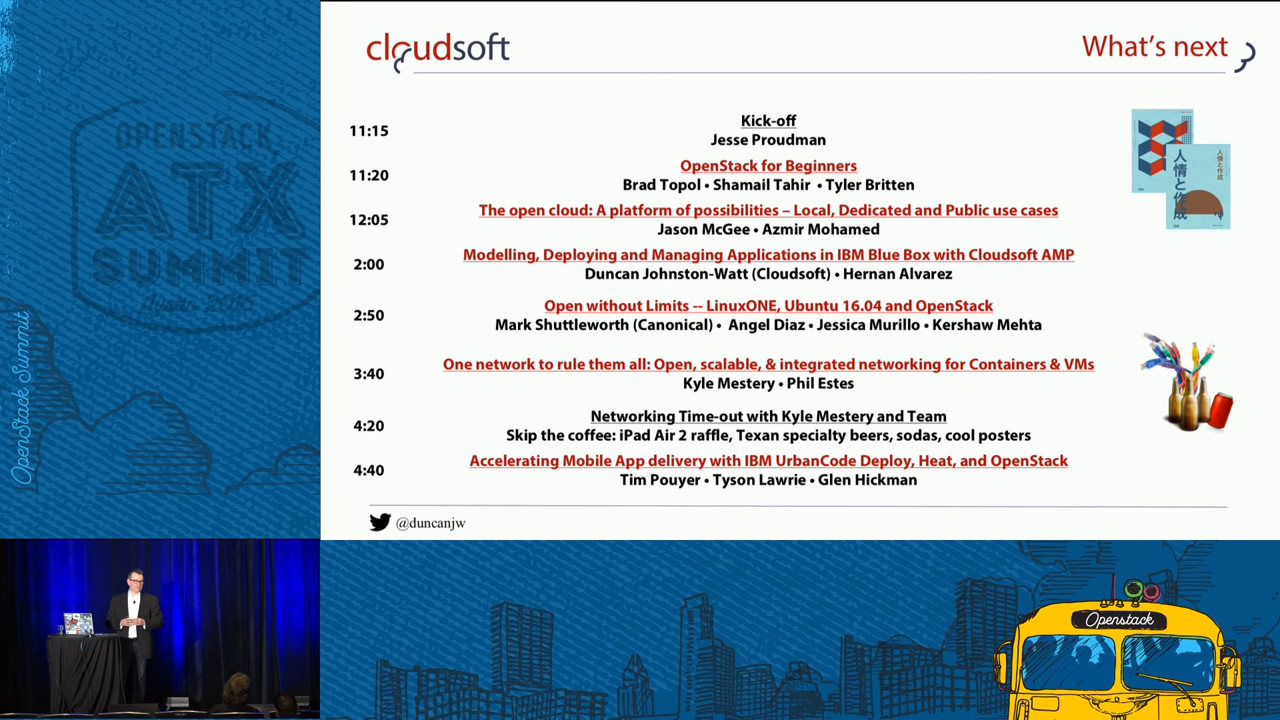 cloudsoft
What's next
11:15
Kick-off
Jesse Proudman
11:20
OpenStack for Beginners
Brad Topol • Shamail Tahir • Tyler Britten
12:05
The open cloud: A platform of possibilities – Local, Dedicated and Public use cases
Jason McGee • Azmir Mohamed
2:00
Modelling, Deploying and Managing Applications in IBM Blue Box with Cloudsoft AMP
Duncan Johnston-Watt (Cloudsoft) • Hernan Alvarez
2:50
Open without Limits -- LinuxONE, Ubuntu 16.04 and OpenStack
Mark Shuttleworth (Canonical) • Angel Diaz • Jessica Murillo • Kershaw Mehta
3:40
One network to rule them all: Open, scalable, & integrated networking for Containers & VMs
Kyle Mestery • Phil Estes
4:20
Networking Time-out with Kyle Mestery and Team
Skip the coffee: iPad Air 2 raffle, Texan specialty beers, sodas, cool posters
4:40
Accelerating Mobile App delivery with IBM UrbanCode Deploy, Heat, and OpenStack
Tim Pouyer • Tyson Lawrie • Glen Hickman
@duncanjw
OPENSTACK
ATX
SUMMIT
OpenStack Summit
人情と作成
人情と作成
Openstack